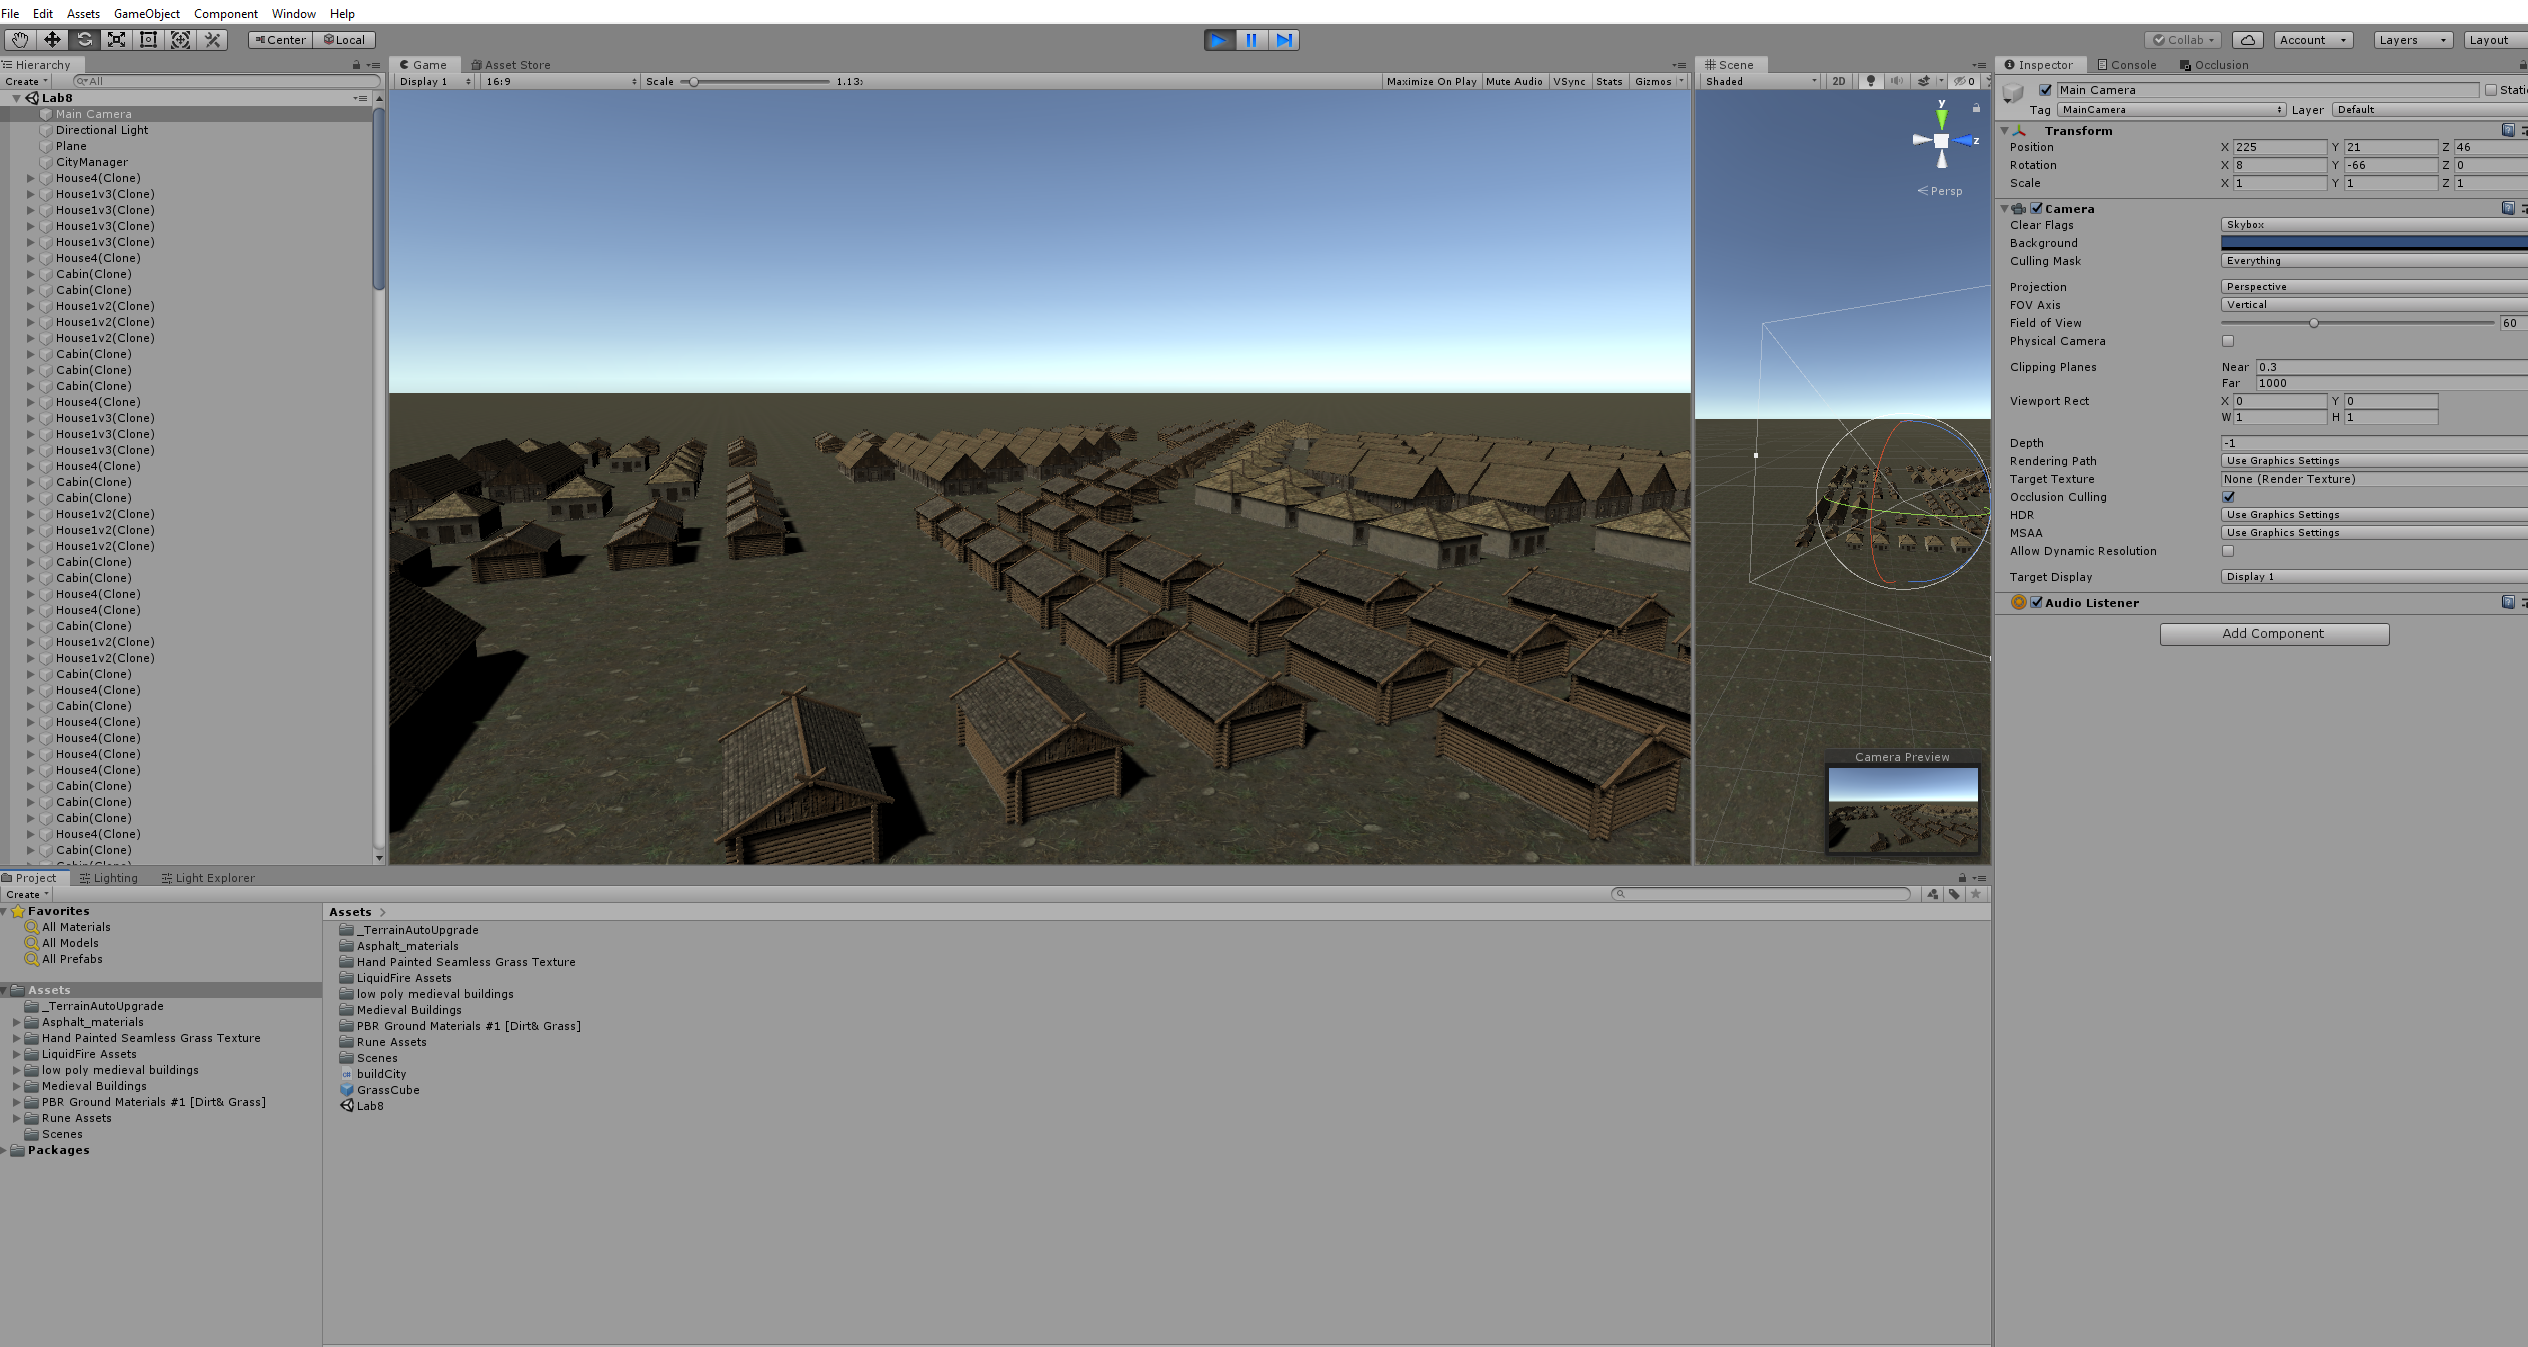 File Edit Assets GameObject Component Window Help
Center Local Collab Account Layers Layout
Hierarchy
Create All
Lab8
Main Camera
Directional Light
Plane
CityManager
House4(Clone)
House1v3(Clone)
House1v3(Clone)
House1v3(Clone)
House1v3(Clone)
House4(Clone)
Cabin(Clone)
Cabin(Clone)
House1v2(Clone)
House1v2(Clone)
House1v2(Clone)
Cabin(Clone)
Cabin(Clone)
Cabin(Clone)
House4(Clone)
House1v3(Clone)
House1v3(Clone)
House1v3(Clone)
House4(Clone)
Cabin(Clone)
Cabin(Clone)
House1v2(Clone)
House1v2(Clone)
House1v2(Clone)
Cabin(Clone)
Cabin(Clone)
House4(Clone)
House4(Clone)
Cabin(Clone)
House1v2(Clone)
House1v2(Clone)
Cabin(Clone)
House4(Clone)
Cabin(Clone)
House4(Clone)
House4(Clone)
House4(Clone)
House4(Clone)
Cabin(Clone)
Cabin(Clone)
Cabin(Clone)
House4(Clone)
Cabin(Clone)
Game Asset Store
Display 1 16:9 Scale 1.13 Maximize On Play Mute Audio VSync Stats Gizmos
Scene
Shaded 2D 0
y
z
Persp
Camera Preview
Inspector Console Occlusion
Main Camera Stati
Tag MainCamera Layer Default
Transform
Position X 225 Y 21 Z 46
Rotation X 8 Y -66 Z 0
Scale X 1 Y 1 Z 1
Camera
Clear Flags Skybox
Background
Culling Mask Everything
Projection Perspective
FOV Axis Vertical
Field of View 60
Physical Camera
Clipping Planes Near 0.3
Far 1000
Viewport Rect X 0 Y 0
W 1 H 1
Depth -1
Rendering Path Use Graphics Settings
Target Texture None (Render Texture)
Occlusion Culling
HDR Use Graphics Settings
MSAA Use Graphics Settings
Allow Dynamic Resolution
Target Display Display 1
Audio Listener
Add Component
Project Lighting Light Explorer
Create
Favorites
All Materials
All Models
All Prefabs
Assets
_TerrainAutoUpgrade
Asphalt_materials
Hand Painted Seamless Grass Texture
LiquidFire Assets
low poly medieval buildings
Medieval Buildings
PBR Ground Materials #1 [Dirt& Grass]
Rune Assets
Scenes
Packages
Assets
_TerrainAutoUpgrade
Asphalt_materials
Hand Painted Seamless Grass Texture
LiquidFire Assets
low poly medieval buildings
Medieval Buildings
PBR Ground Materials #1 [Dirt& Grass]
Rune Assets
Scenes
buildCity
GrassCube
Lab8